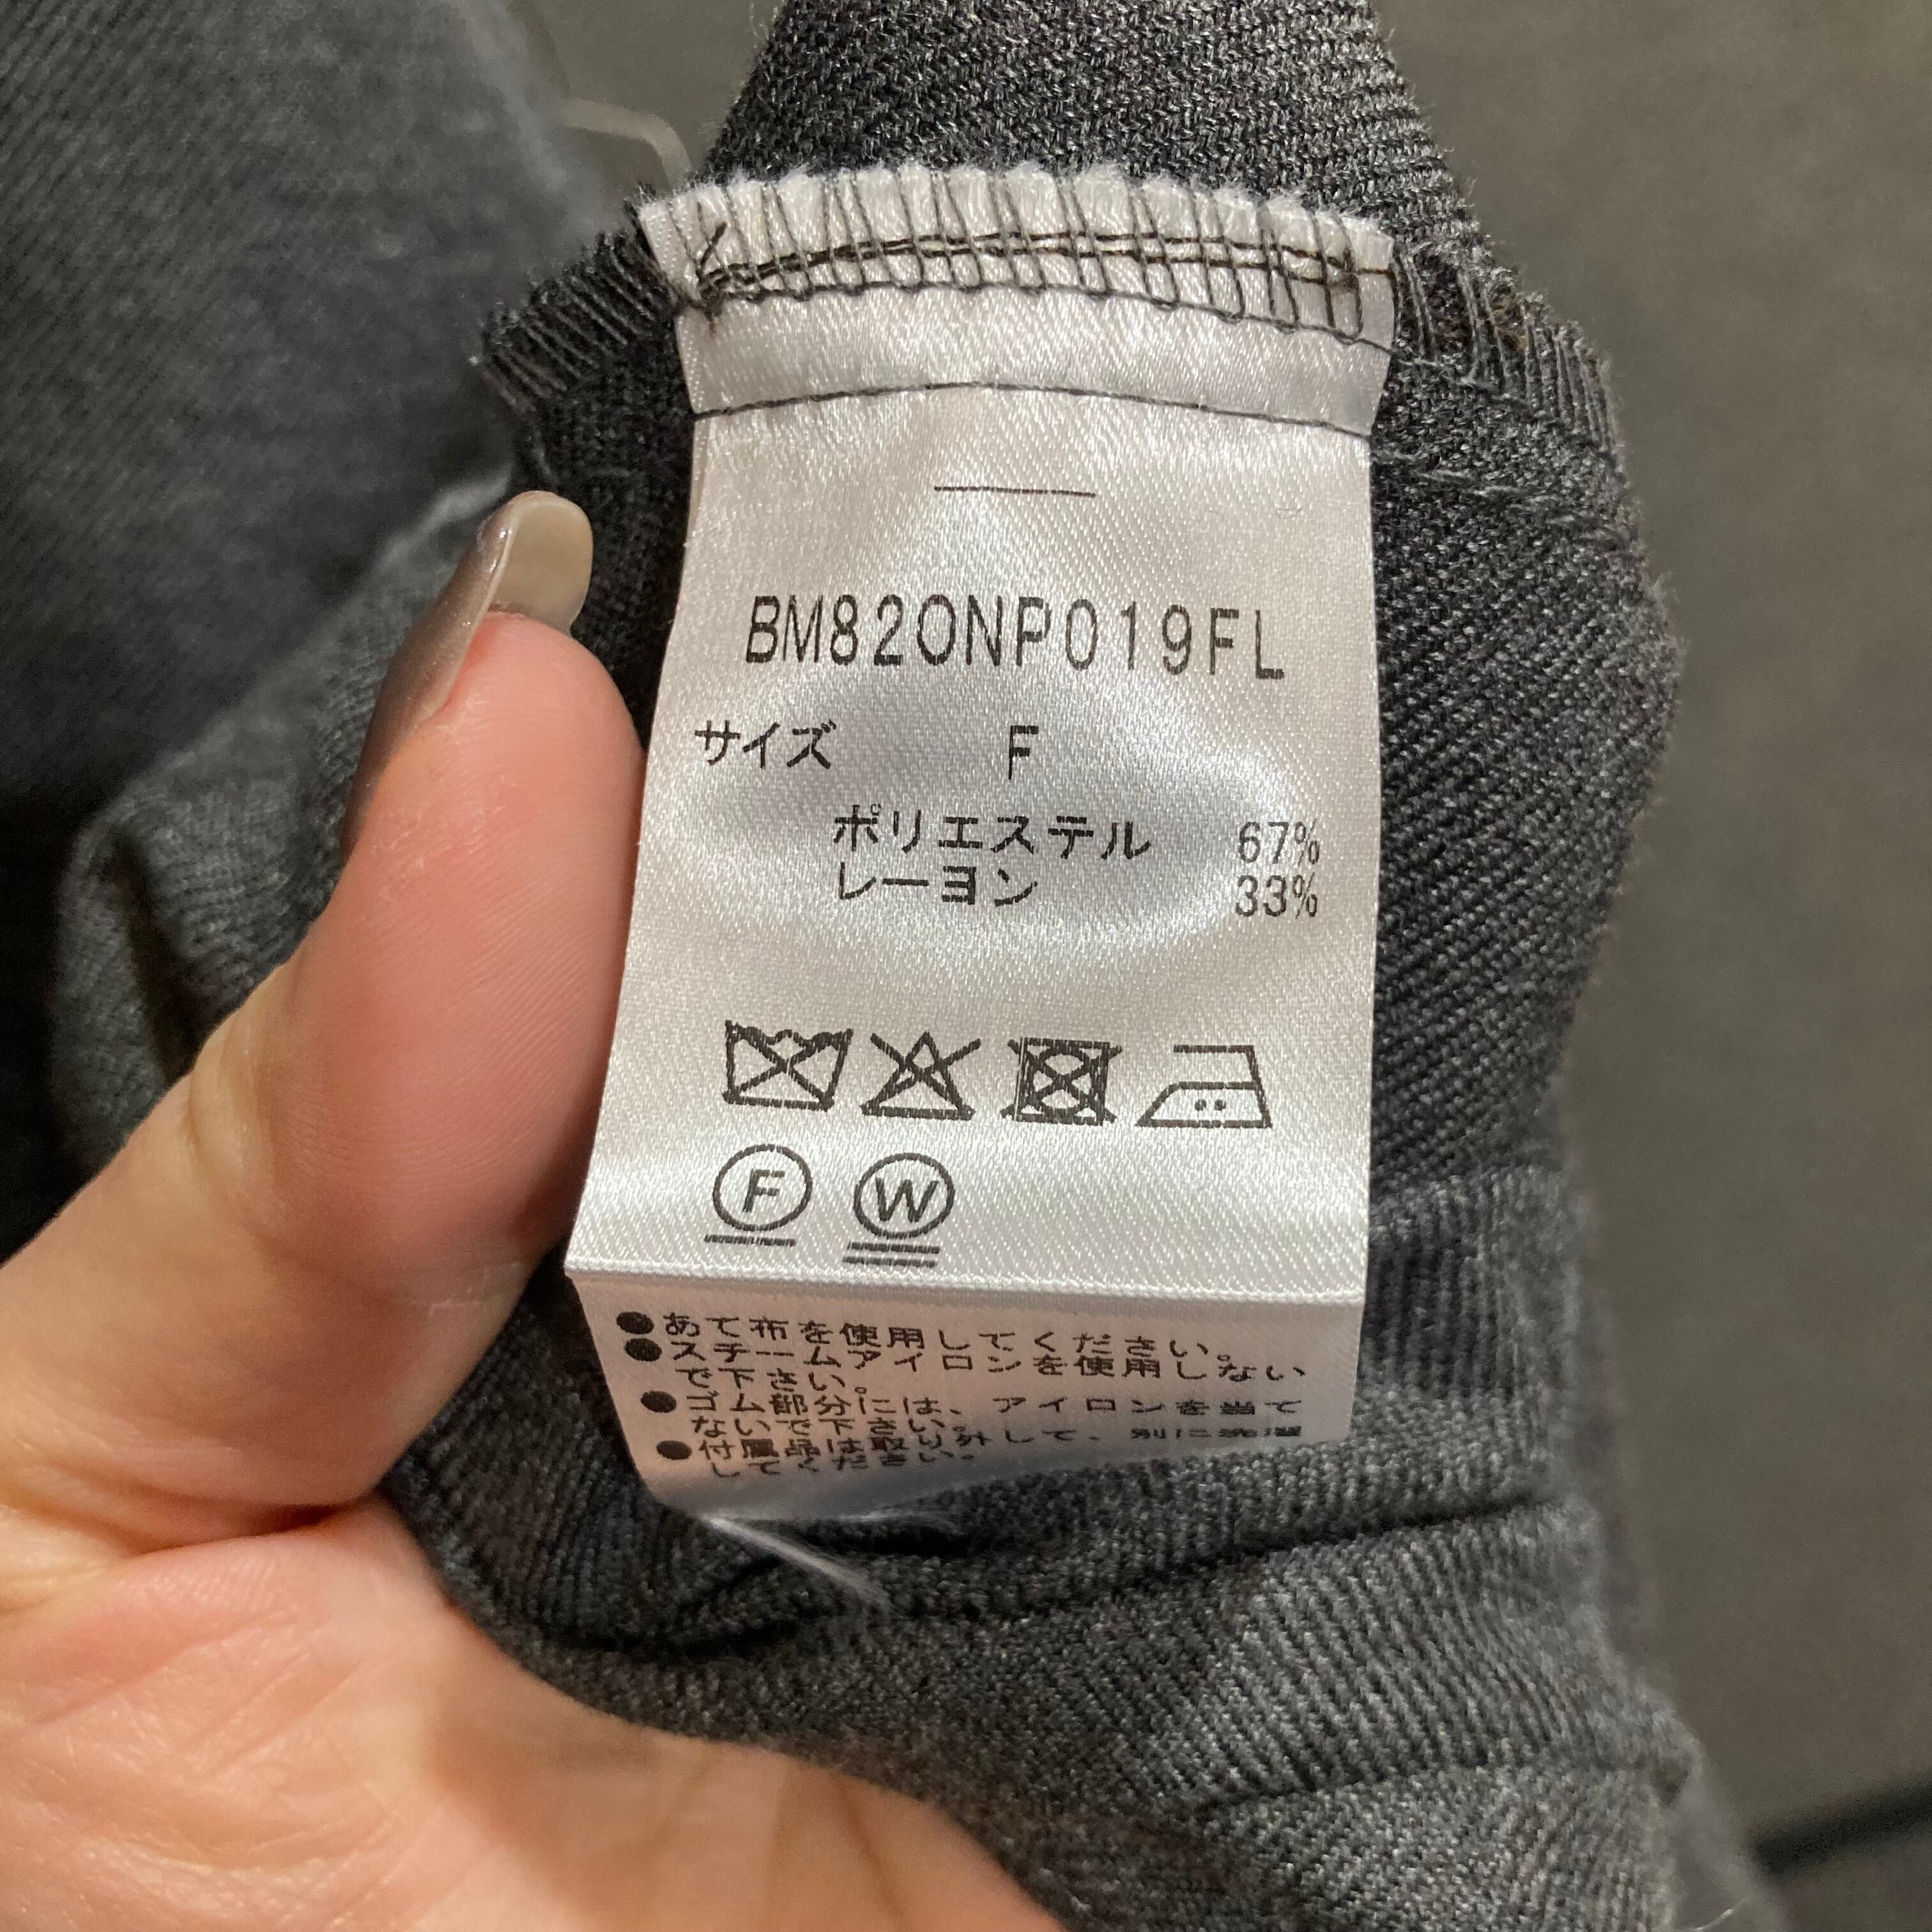 BM82ONP019FL
サイズ F
ポリエステル 67%
レーヨン 33%
F W
●あて布を使用してください。
●スチームアイロンを使用しない
で下さい。
●ゴム部分には、アイロンを当て
ないで下さい。
●付属品は取り外して、別に洗濯
してください。